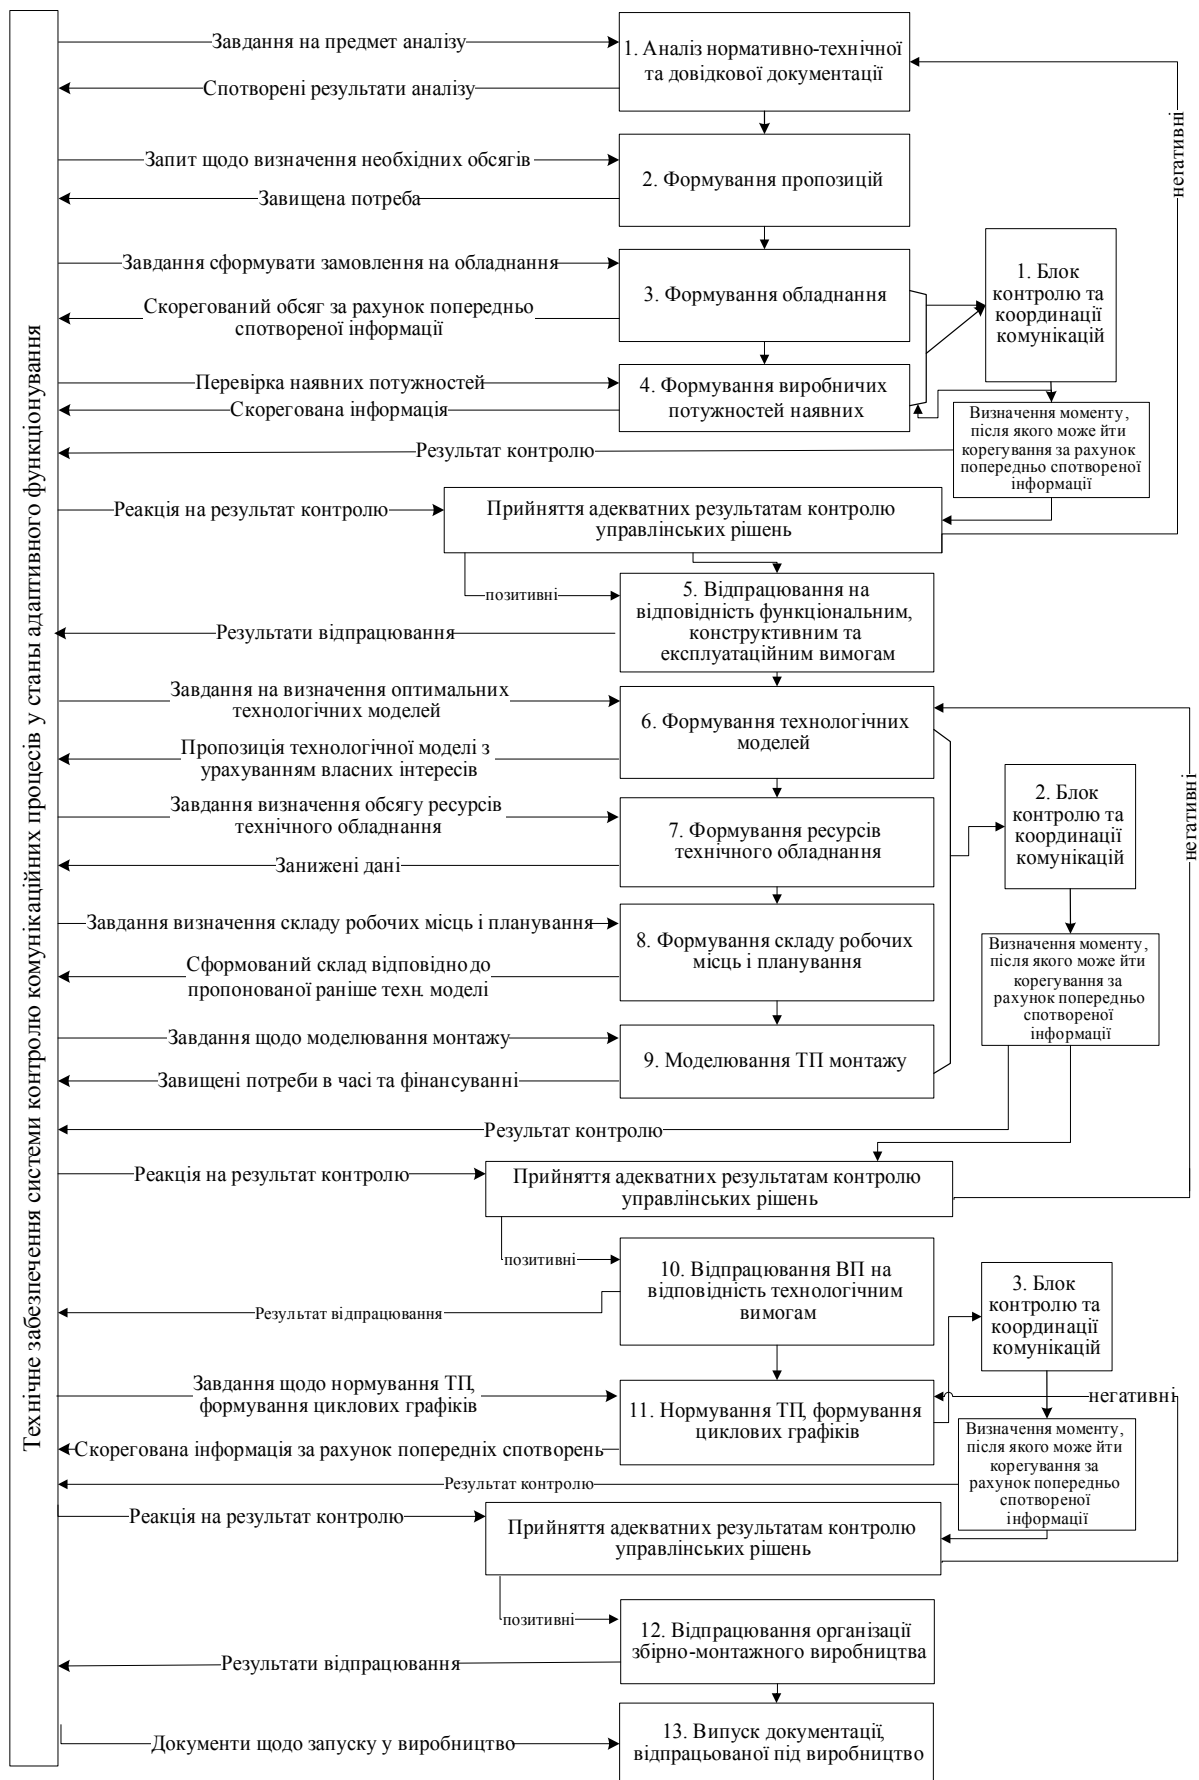 Технічне забезпечення системи контролю комунікаційних процесів у станы адаптивного функціонування
Завдання на предмет аналізу
1. Аналіз нормативно-технічної
та довідкової документації
Спотворені результати аналізу
негативні
Запит щодо визначення необхідних обсягів
2. Формування пропозицій
Завищена потреба
Завдання сформувати замовлення на обладнання
3. Формування обладнання
1. Блок
контролю та
координації
комунікацій
Скорегований обсяг за рахунок попередньо
спотвореної інформації
Перевірка наявних потужностей
4. Формування виробничих
потужностей наявних
Скорегована інформація
Визначення моменту,
після якого може йти
корегування за рахунок
попередньо спотвореної
інформації
Результат контролю
Реакція на результат контролю
Прийняття адекватних результатам контролю
управлінських рішень
позитивні
5. Відпрацювання на
відповідність функціональним,
конструктивним та
експлуатаційним вимогам
Результати відпрацювання
Завдання на визначення оптимальних
технологічних моделей
6. Формування технологічних
моделей
Пропозиція технологічної моделі з
урахуванням власних інтересів
негативні
Завдання визначення обсягу ресурсів
технічного обладнання
7. Формування ресурсів
технічного обладнання
2. Блок
контролю та
координації
комунікацій
Занижені дані
Завдання визначення складу робочих місць і планування
8. Формування складу робочих
місць і планування
Сформований склад відповідно до
пропонованої раніше техн. моделі
Визначення моменту,
після якого може йти
корегування за
рахунок попередньо
спотвореної
інформації
Завдання щодо моделювання монтажу
9. Моделювання ТП монтажу
Завищені потреби в часі та фінансуванні
Результат контролю
Реакція на результат контролю
Прийняття адекватних результатам контролю
управлінських рішень
позитивні
10. Відпрацювання ВП на
відповідність технологічним
вимогам
Результат відпрацювання
3. Блок
контролю та
координації
комунікацій
Завдання щодо нормування ТП,
формування циклових графіків
11. Нормування ТП, формування
циклових графіків
негативні
Скорегована інформація за рахунок попередніх спотворень
Визначення моменту,
після якого може йти
корегування за
рахунок попередньо
спотвореної
інформації
Результат контролю
Реакція на результат контролю
Прийняття адекватних результатам контролю
управлінських рішень
позитивні
12. Відпрацювання організації
збірно-монтажного виробництва
Результати відпрацювання
Документи щодо запуску у виробництво
13. Випуск документації,
відпрацьованої під виробництво